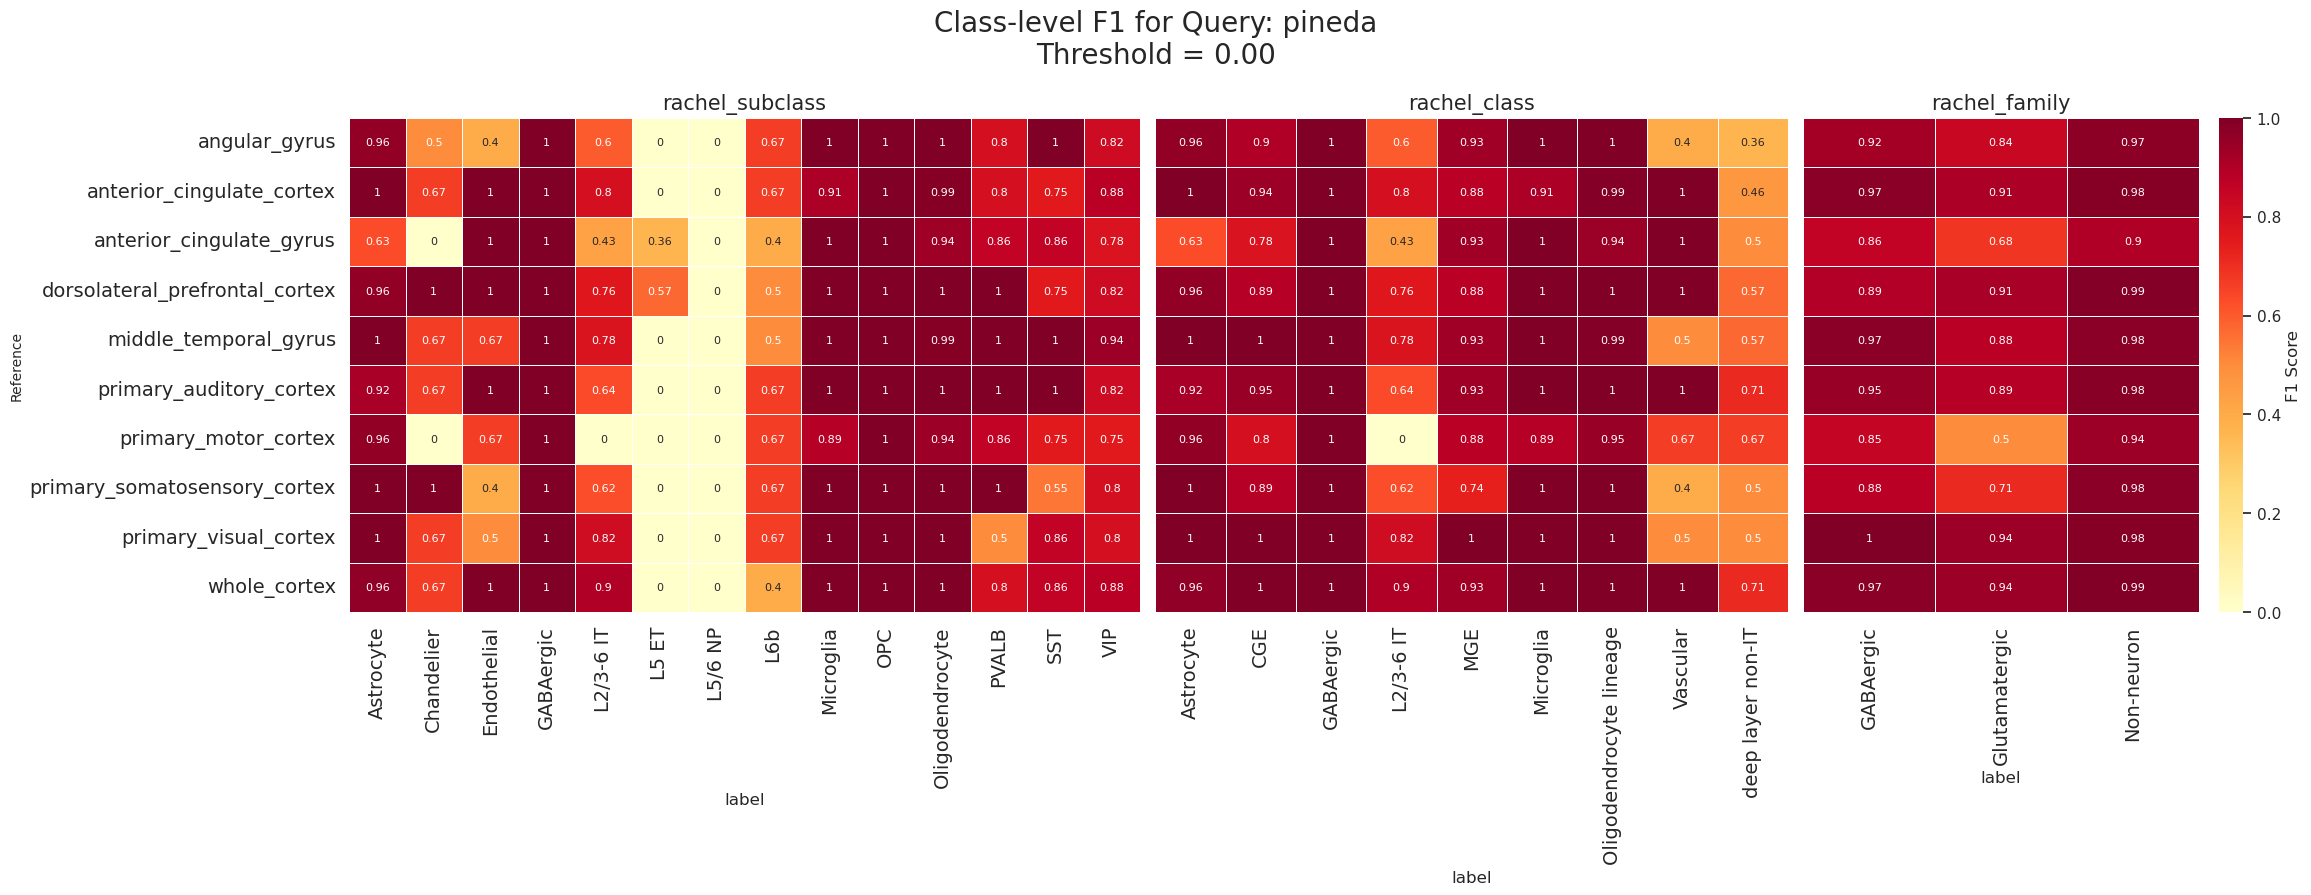 Class-level F1 for Query: pineda
Threshold = 0.00
rachel_subclass rachel_class rachel_family
Reference
angular_gyrus 0.96 0.5 0.4 1 0.6 0 0 0.67 1 1 1 0.8 1 0.82 0.96 0.9 1 0.6 0.93 1 1 0.4 0.36 0.92 0.84 0.97
anterior_cingulate_cortex 1 0.67 1 1 0.8 0 0 0.67 0.91 1 0.99 0.8 0.75 0.88 1 0.94 1 0.8 0.88 0.91 0.99 1 0.46 0.97 0.91 0.98
anterior_cingulate_gyrus 0.63 0 1 1 0.43 0.36 0 0.4 1 1 0.94 0.86 0.86 0.78 0.63 0.78 1 0.43 0.93 1 0.94 1 0.5 0.86 0.68 0.9
dorsolateral_prefrontal_cortex 0.96 1 1 1 0.76 0.57 0 0.5 1 1 1 1 0.75 0.82 0.96 0.89 1 0.76 0.88 1 1 1 0.57 0.89 0.91 0.99
middle_temporal_gyrus 1 0.67 0.67 1 0.78 0 0 0.5 1 1 0.99 1 1 0.94 1 1 1 0.78 0.93 1 0.99 0.5 0.57 0.97 0.88 0.98
primary_auditory_cortex 0.92 0.67 1 1 0.64 0 0 0.67 1 1 1 1 1 0.82 0.92 0.95 1 0.64 0.93 1 1 1 0.71 0.95 0.89 0.98
primary_motor_cortex 0.96 0 0.67 1 0 0 0 0.67 0.89 1 0.94 0.86 0.75 0.75 0.96 0.8 1 0 0.88 0.89 0.95 0.67 0.67 0.85 0.5 0.94
primary_somatosensory_cortex 1 1 0.4 1 0.62 0 0 0.67 1 1 1 1 0.55 0.8 1 0.89 1 0.62 0.74 1 1 0.4 0.5 0.88 0.71 0.98
primary_visual_cortex 1 0.67 0.5 1 0.82 0 0 0.67 1 1 1 0.5 0.86 0.8 1 1 1 0.82 1 1 1 0.5 0.5 1 0.94 0.98
whole_cortex 0.96 0.67 1 1 0.9 0 0 0.4 1 1 1 0.8 0.86 0.88 0.96 1 1 0.9 0.93 1 1 1 0.71 0.97 0.94 0.99
Astrocyte
Chandelier
Endothelial
GABAergic
L2/3-6 IT
L5 ET
L5/6 NP
L6b
Microglia
OPC
Oligodendrocyte
PVALB
SST
VIP
label
Astrocyte
CGE
GABAergic
L2/3-6 IT
MGE
Microglia
Oligodendrocyte lineage
Vascular
deep layer non-IT
label
GABAergic
Glutamatergic
Non-neuron
label
1.0
0.8
0.6
0.4
0.2
0.0
F1 Score